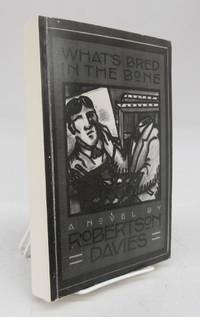 WHAT'S BRED
IN THE BONE
A NOVEL BY
ROBERTSON
DAVIES